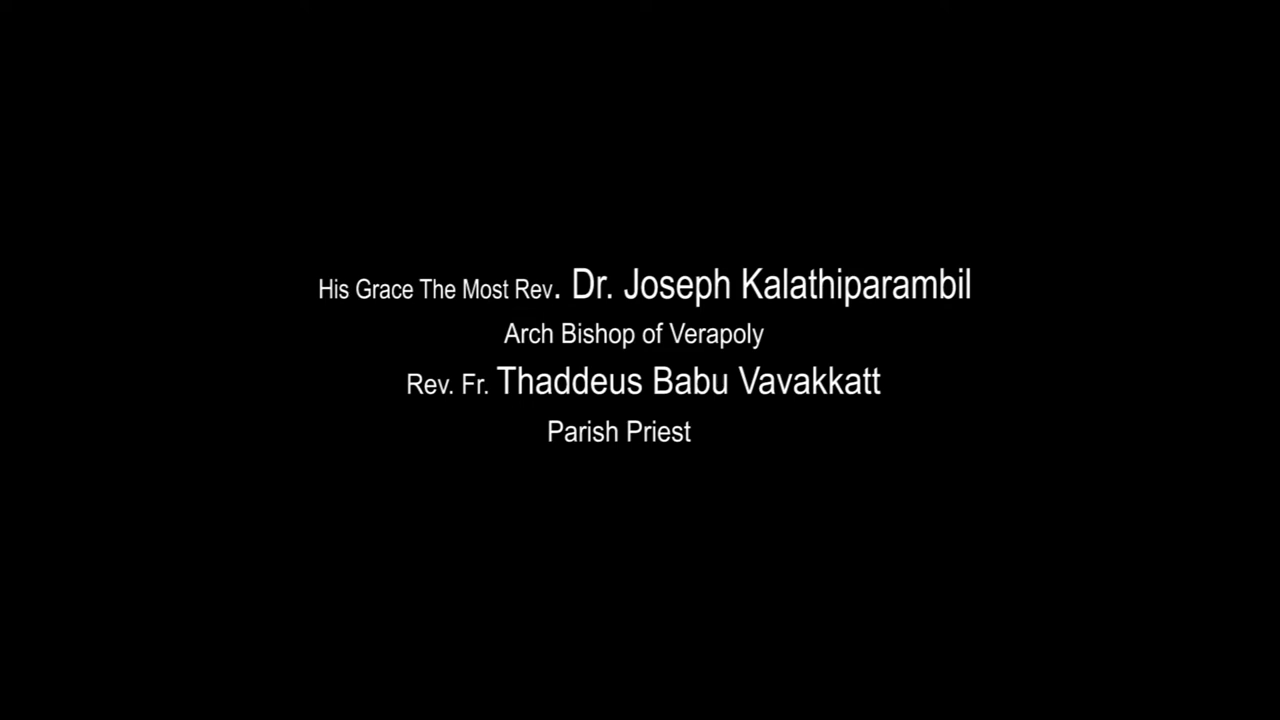 His Grace The Most Rev. Dr. Joseph Kalathiparambil
Arch Bishop of Verapoly
Rev. Fr. Thaddeus Babu Vavakkatt
Parish Priest